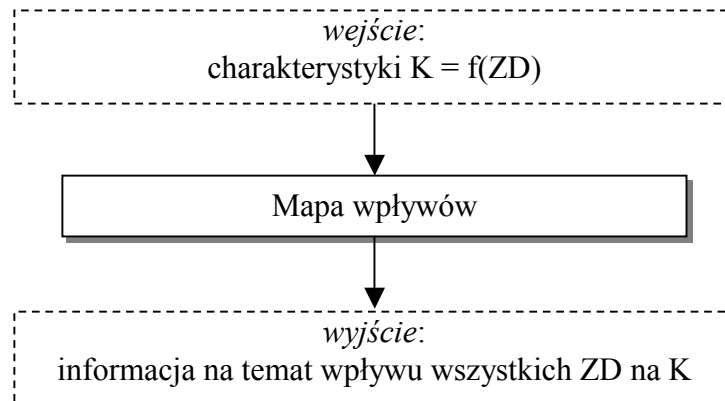 wejście:
charakterystyki K = f(ZD)
Mapa wpływów
wyjście:
informacja na temat wpływu wszystkich ZD na K